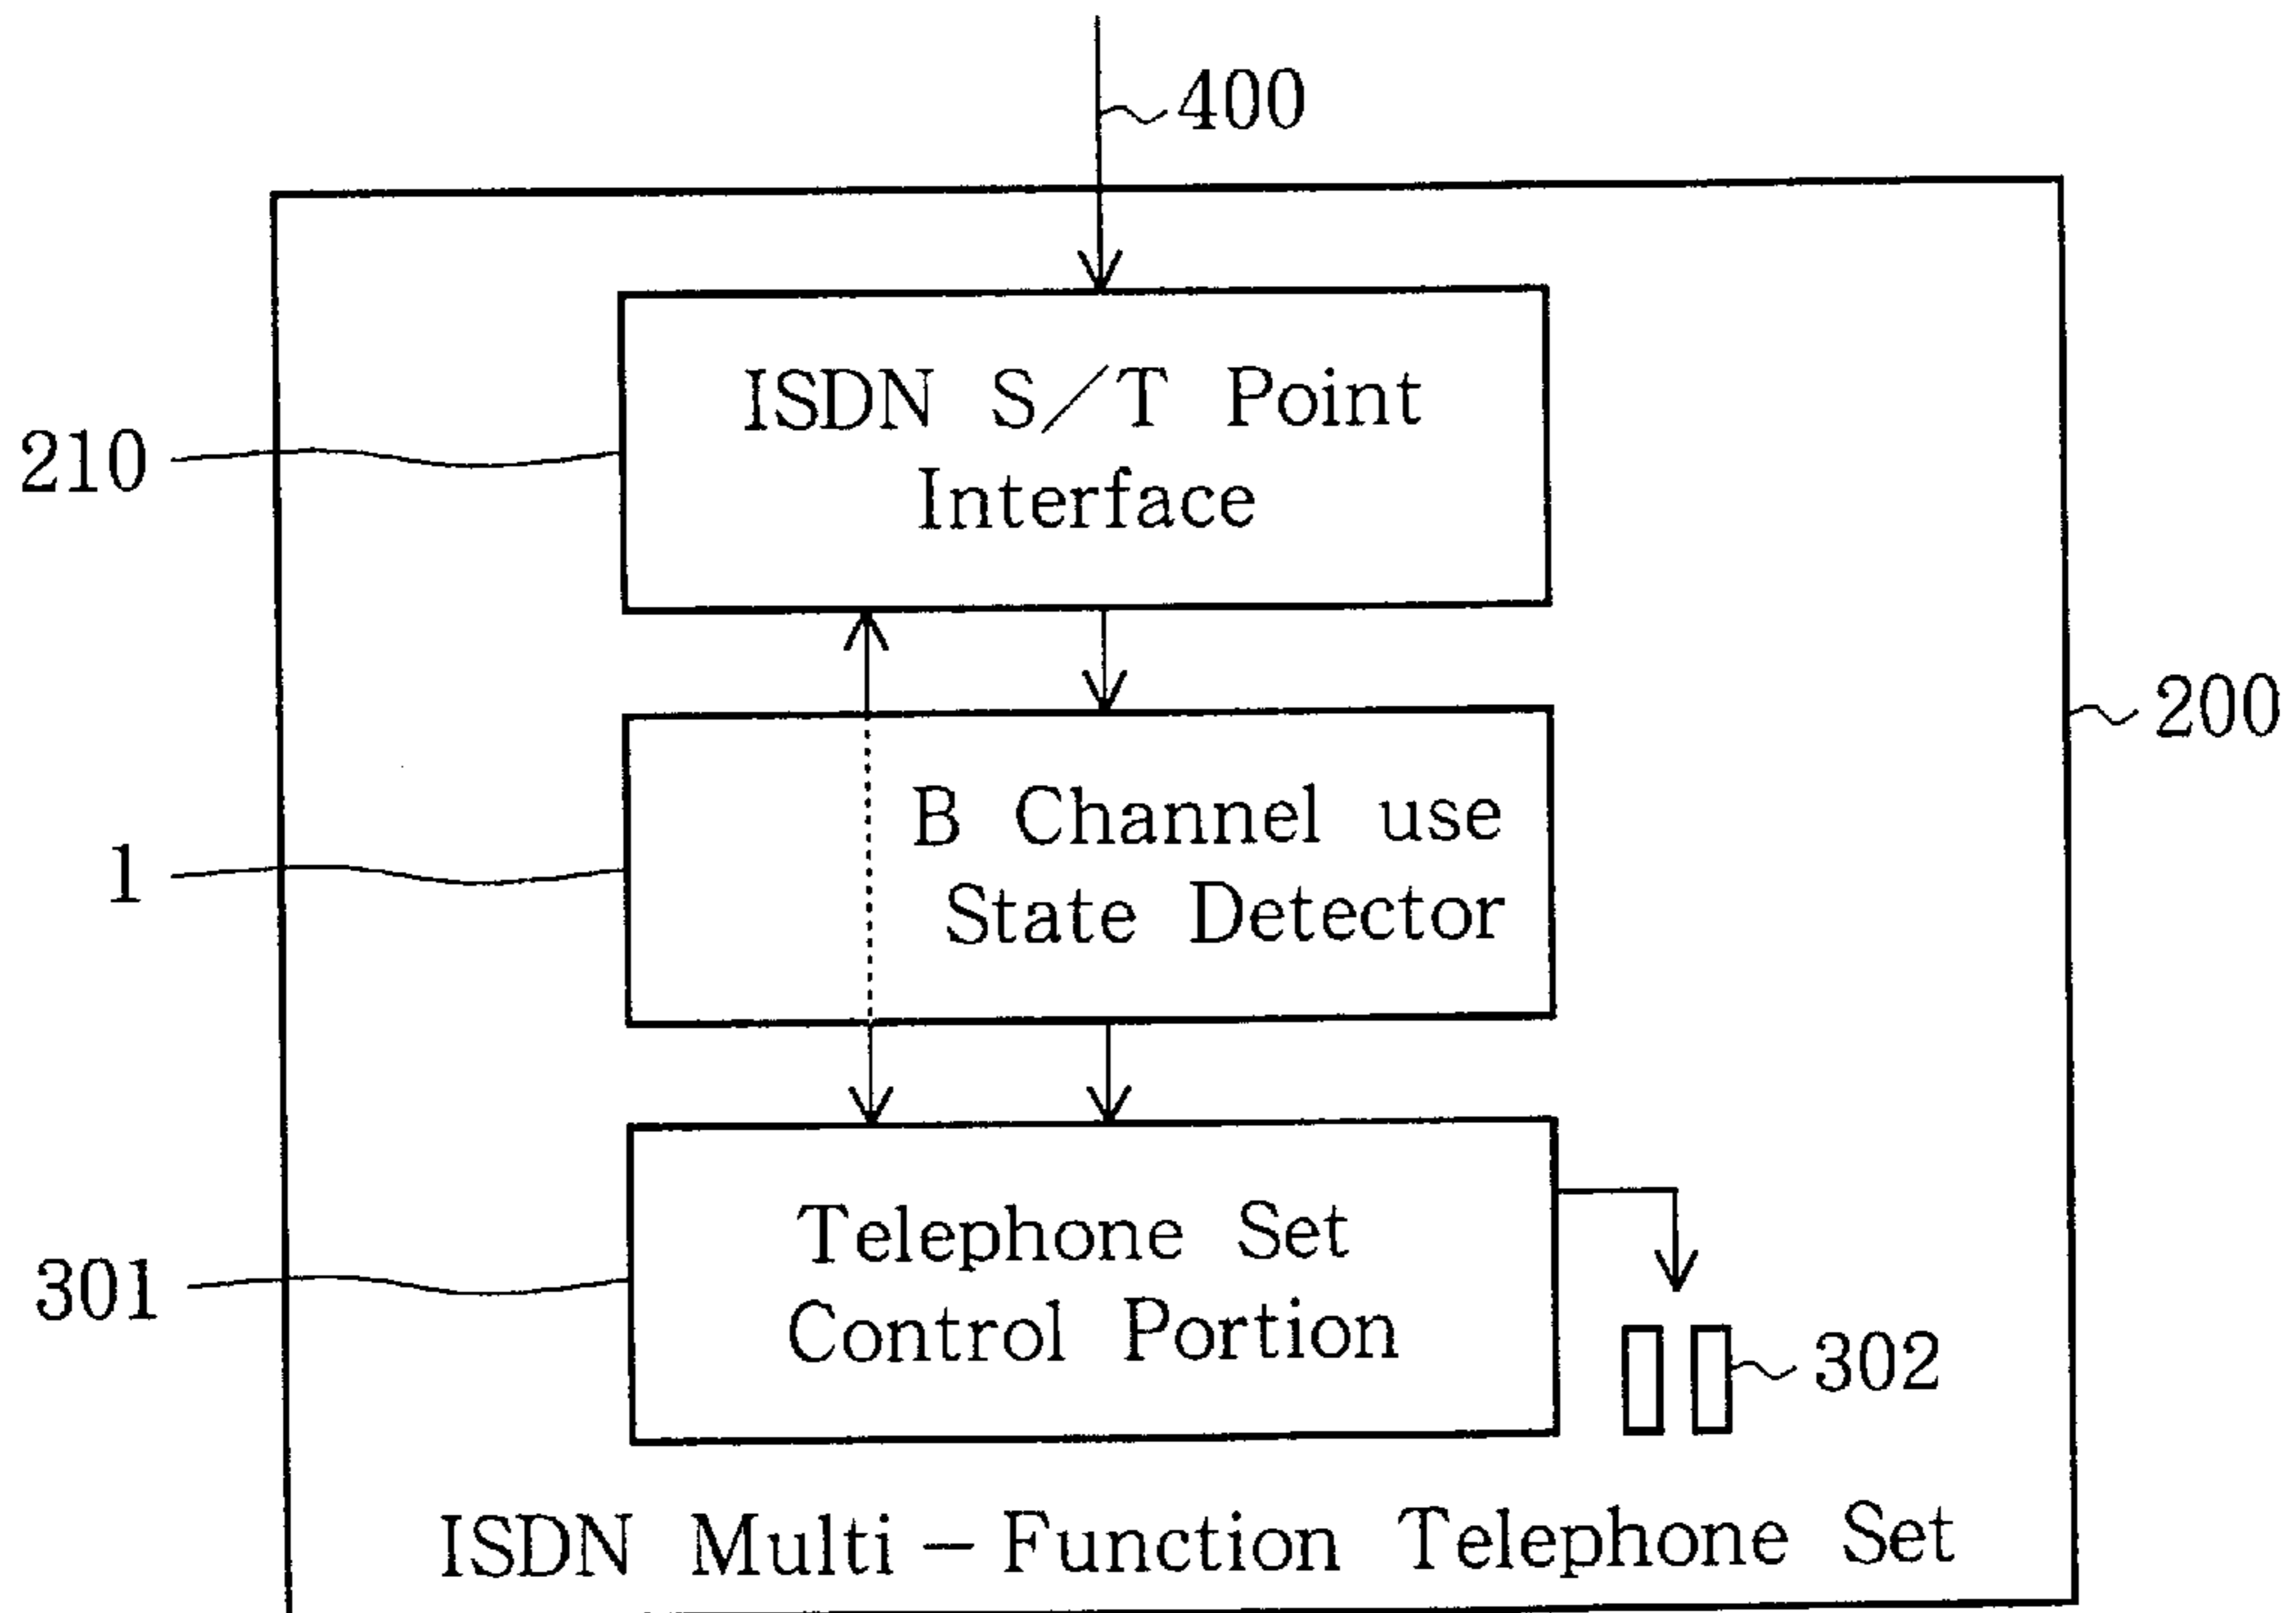 400
ISDN S/T Point
Interface
210
200
B Channel use
State Detector
1
Telephone Set
Control Portion
301
302
ISDN Multi-Function Telephone Set